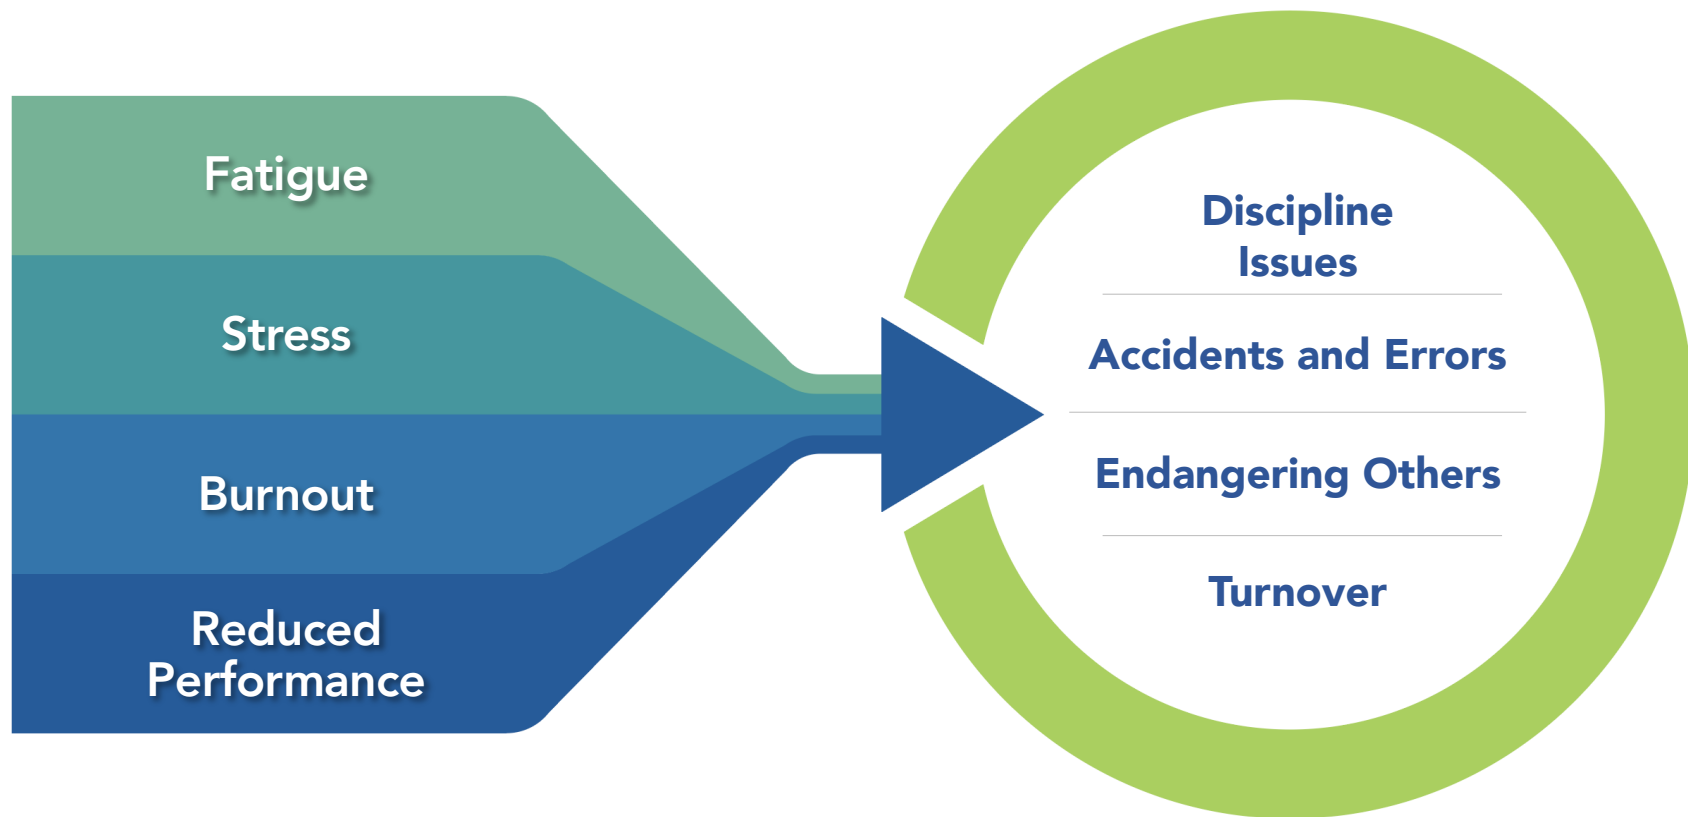 Fatigue
Stress
Burnout
Reduced
Performance
Discipline
Issues
Accidents and Errors
Endangering Others
Turnover